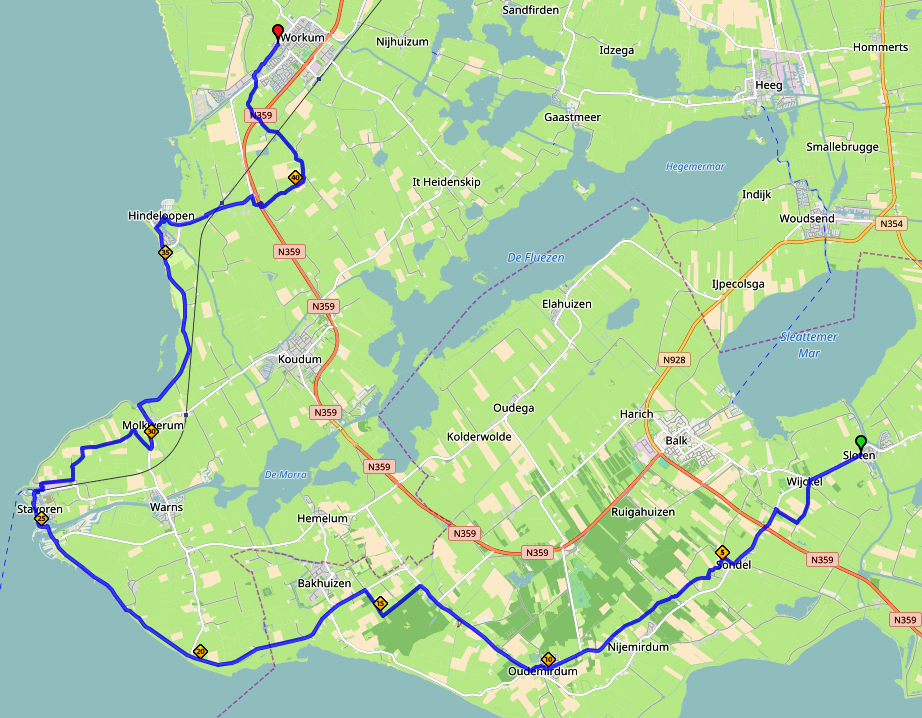 Sandfirden
Workum
Nijhuizum
Idzega
Hommerts
Heeg
N359
Gaastmeer
Smallebrugge
Hegemermar
40
It Heidenskip
Indijk
Hindeloopen
Woudsend
N354
35
N359
De Fluezen
IJpecolsga
N359
Elahuizen
Sleattemer
Mar
Koudum
N928
N359
Oudega
Harich
Molkwerum
30
Kolderwolde
Balk
Sloten
N359
De Morra
Wijckel
Stavoren
25
Warns
Hemelum
Ruigahuizen
N359
N359
5
Sondel
N359
Bakhuizen
15
N359
20
Nijemirdum
10
Oudemirdum